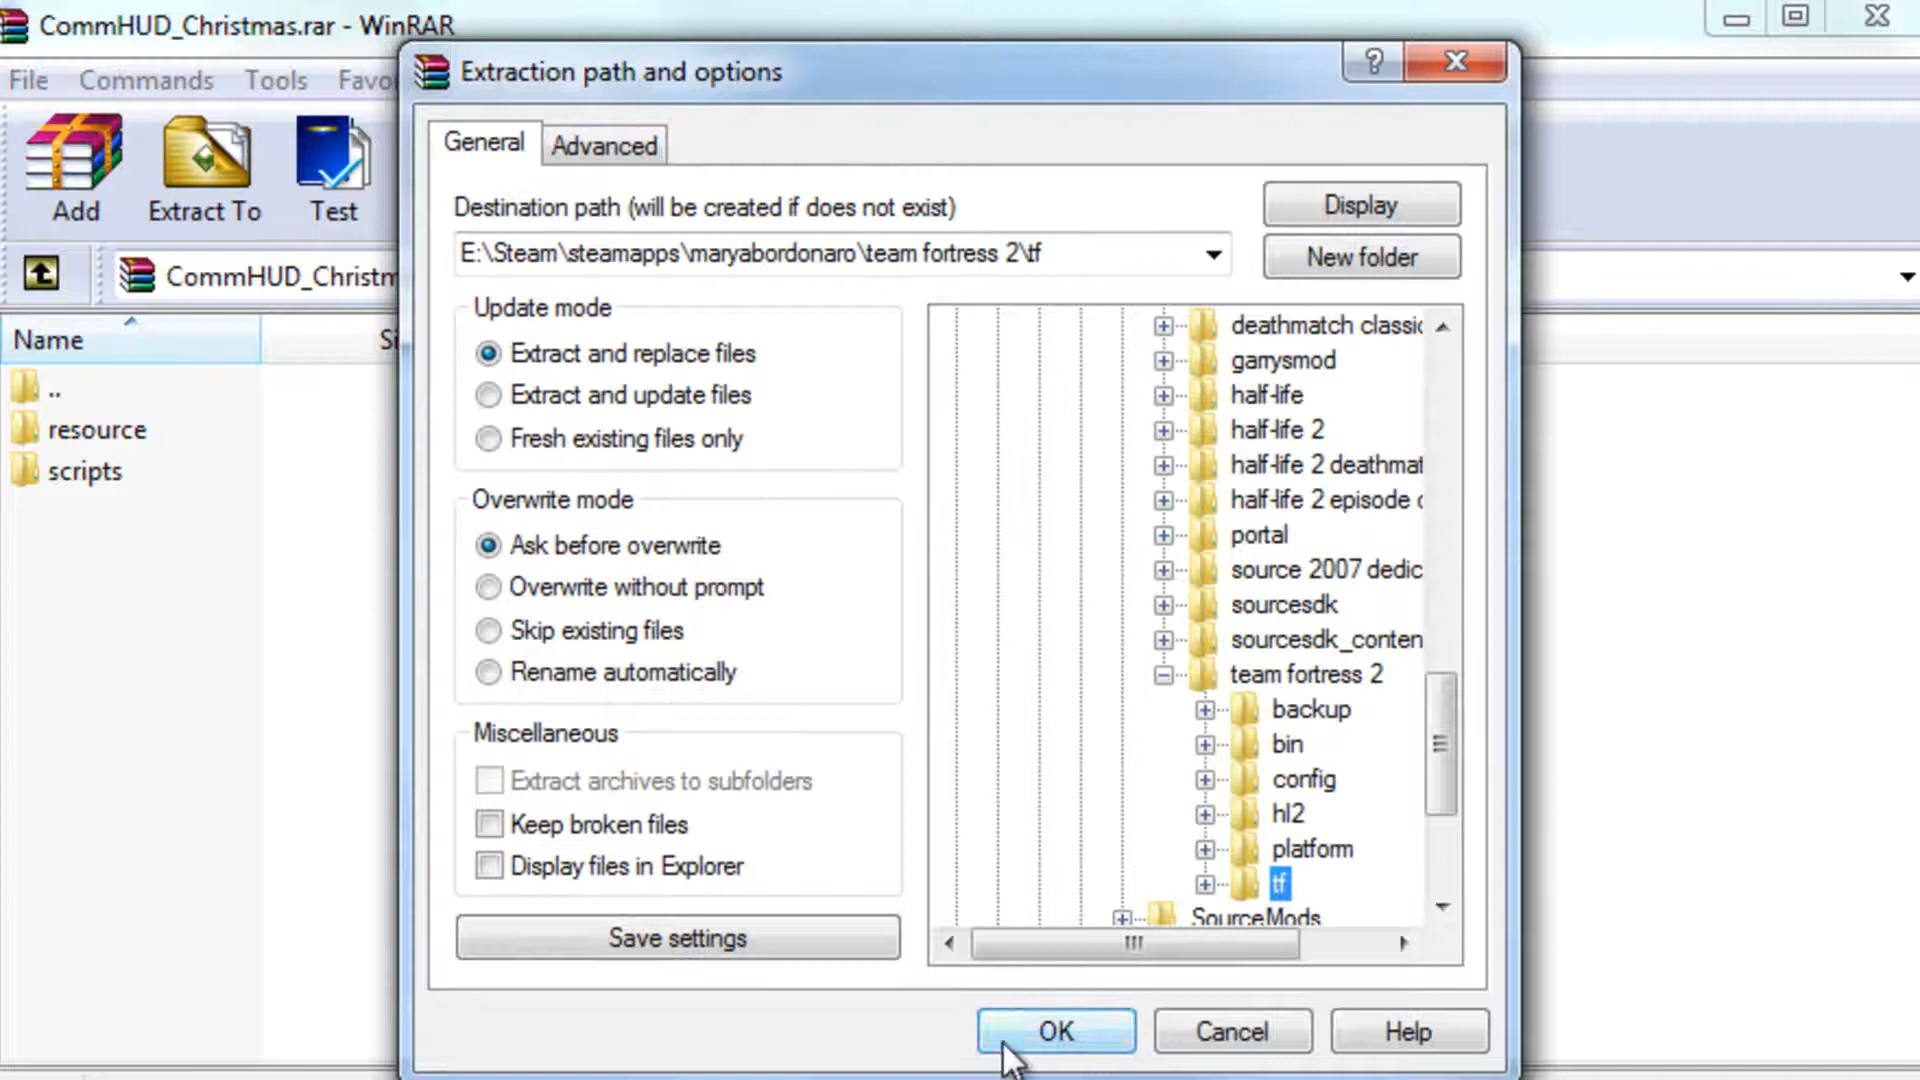 CommHUD_Christmas.rar - WinRAR
File Commands Tools Favo
Add Extract To Test
CommHUD_Christm
Name Si
..
resource
scripts
Extraction path and options
?
General Advanced
Destination path (will be created if does not exist)
Display
E:\Steam\steamapps\maryabordonaro\team fortress 2\tf
New folder
Update mode
Extract and replace files
Extract and update files
Fresh existing files only
Overwrite mode
Ask before overwrite
Overwrite without prompt
Skip existing files
Rename automatically
Miscellaneous
Extract archives to subfolders
Keep broken files
Display files in Explorer
Save settings
deathmatch classic
garrysmod
half-life
half-life 2
half-life 2 deathmat
half-life 2 episode o
portal
source 2007 dedic
sourcesdk
sourcesdk_conten
team fortress 2
backup
bin
config
hl2
platform
tf
SourceMods
OK Cancel Help